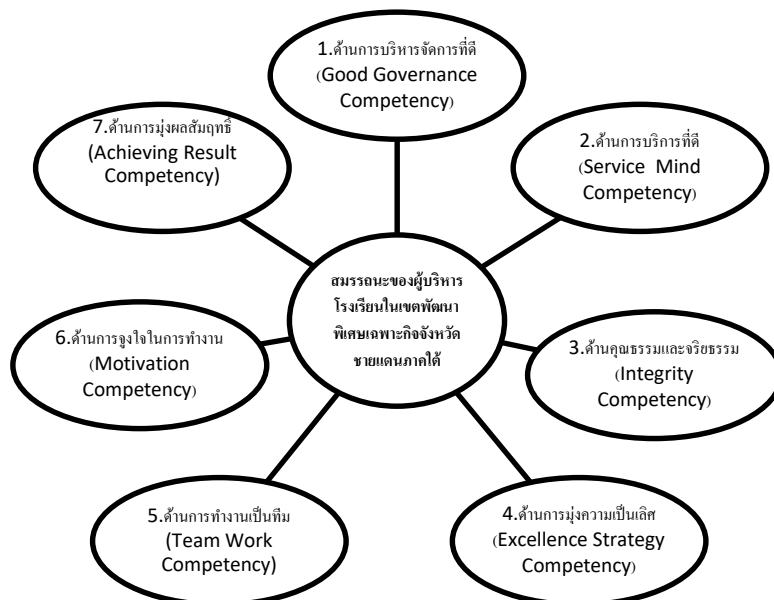 1.ด้านการบริหารจัดการที่ดี
(Good Governance
Competency)
2.ด้านการบริการที่ดี
(Service Mind
Competency)
3.ด้านคุณธรรมและจริยธรรม
(Integrity
Competency)
4.ด้านการมุ่งความเป็นเลิศ
(Excellence Strategy
Competency)
5.ด้านการทำงานเป็นทีม
(Team Work
Competency)
6.ด้านการจูงใจในการทำงาน
(Motivation
Competency)
7.ด้านการมุ่งผลสัมฤทธิ์
(Achieving Result
Competency)
สมรรถนะของผู้บริหาร
โรงเรียนในเขตพัฒนา
พิเศษเฉพาะกิจจังหวัด
ชายแดนภาคใต้